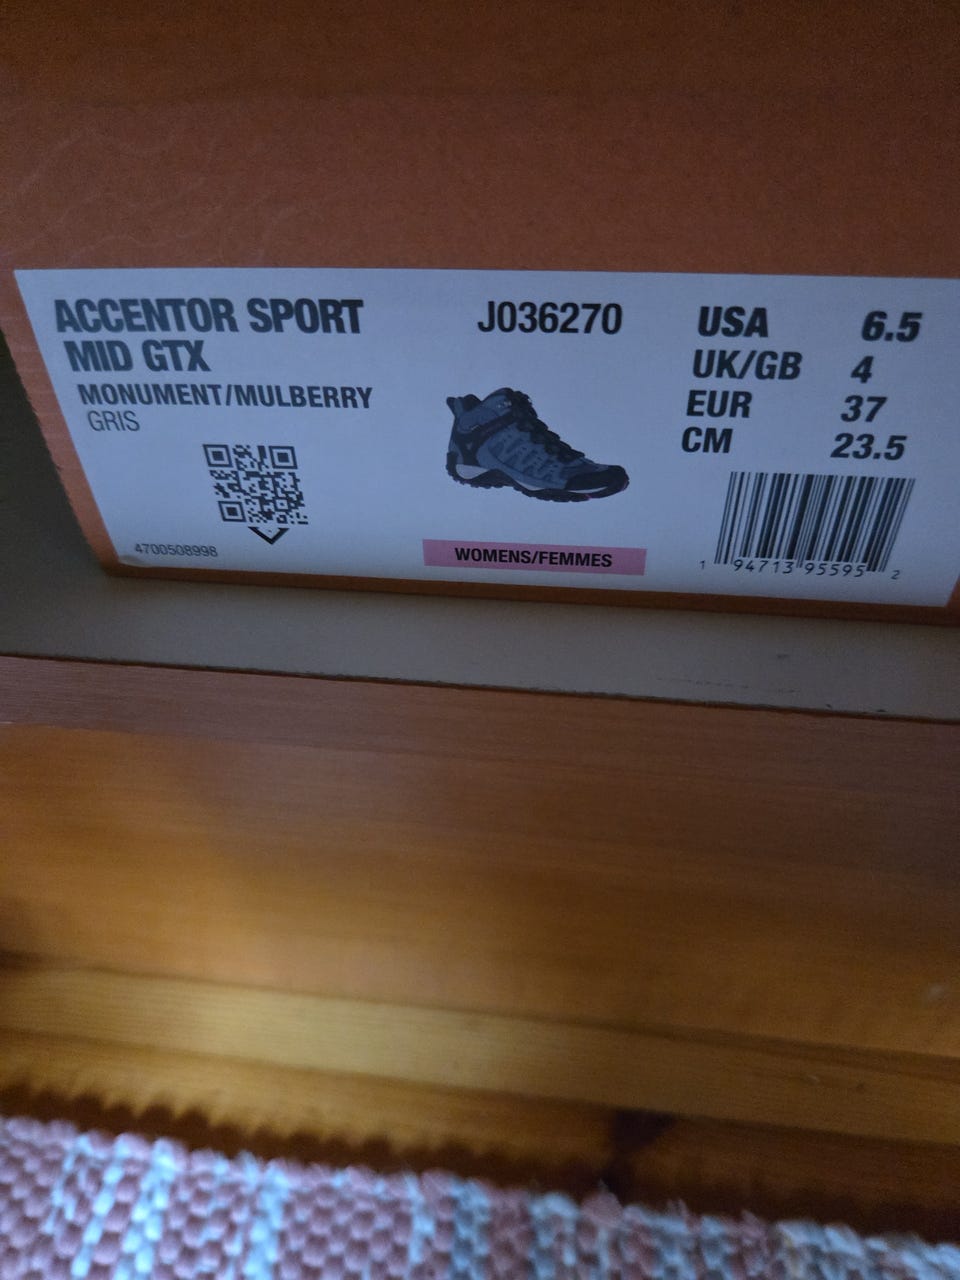 ACCENTOR SPORT
MID GTX
MONUMENT/MULBERRY
GRIS
4700508998
J036270
WOMENS/FEMMES
USA 6.5
UK/GB 4
EUR 37
CM 23.5
1 94713 95595 2